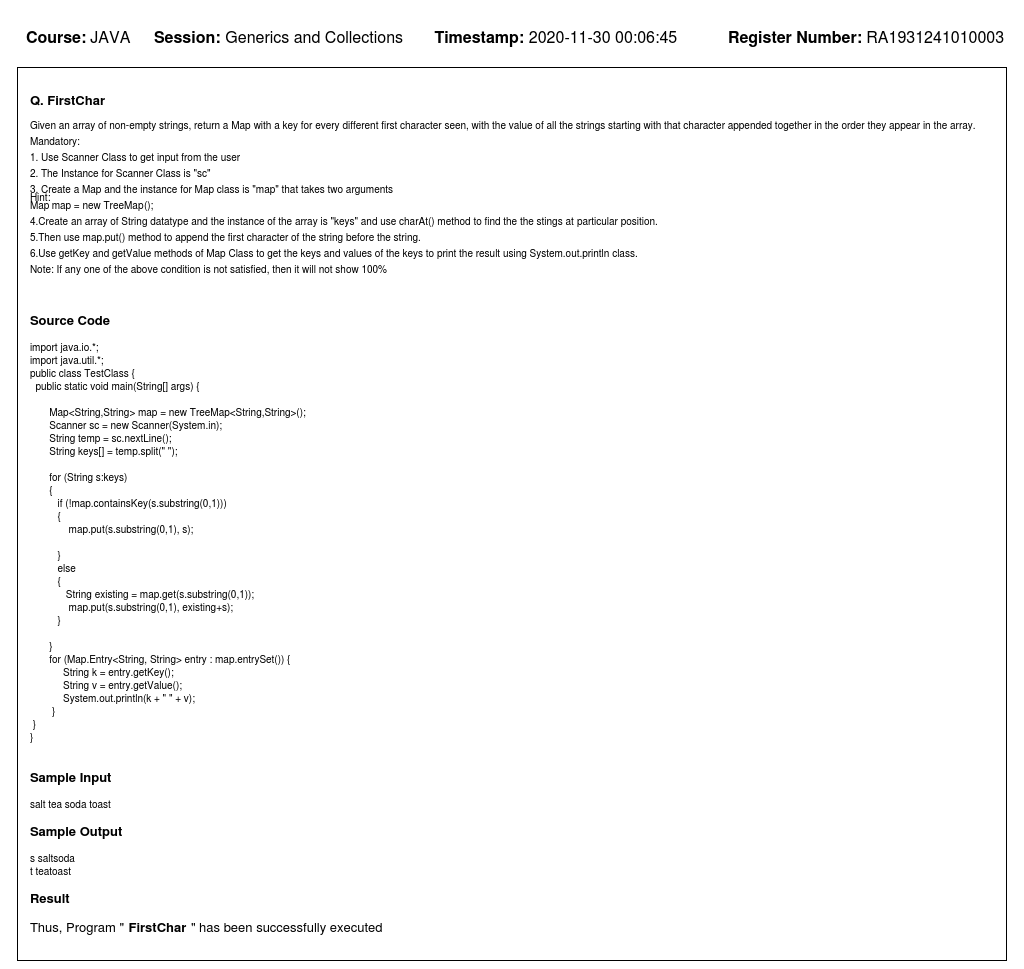 Course: JAVA Session: Generics and Collections Timestamp: 2020-11-30 00:06:45 Register Number: RA1931241010003
Q. FirstChar
Given an array of non-empty strings, return a Map with a key for every different first character seen, with the value of all the strings starting with that character appended together in the order they appear in the array.
Mandatory:
1. Use Scanner Class to get input from the user
2. The Instance for Scanner Class is "sc"
3. Create a Map and the instance for Map class is "map" that takes two arguments
Hint:
Map map = new TreeMap();
4.Create an array of String datatype and the instance of the array is "keys" and use charAt() method to find the the stings at particular position.
5.Then use map.put() method to append the first character of the string before the string.
6.Use getKey and getValue methods of Map Class to get the keys and values of the keys to print the result using System.out.println class.
Note: If any one of the above condition is not satisfied, then it will not show 100%
Source Code
import java.io.*;
import java.util.*;
public class TestClass {
public static void main(String[] args) {
Map<String,String> map = new TreeMap<String,String>();
Scanner sc = new Scanner(System.in);
String temp = sc.nextLine();
String keys[] = temp.split(" ");
for (String s:keys)
{
if (!map.containsKey(s.substring(0,1)))
{
map.put(s.substring(0,1), s);
}
else
{
String existing = map.get(s.substring(0,1));
map.put(s.substring(0,1), existing+s);
}
}
for (Map.Entry<String, String> entry : map.entrySet()) {
String k = entry.getKey();
String v = entry.getValue();
System.out.println(k + " " + v);
}
}
}
Sample Input
salt tea soda toast
Sample Output
s saltsoda
t teatoast
Result
Thus, Program " FirstChar " has been successfully executed